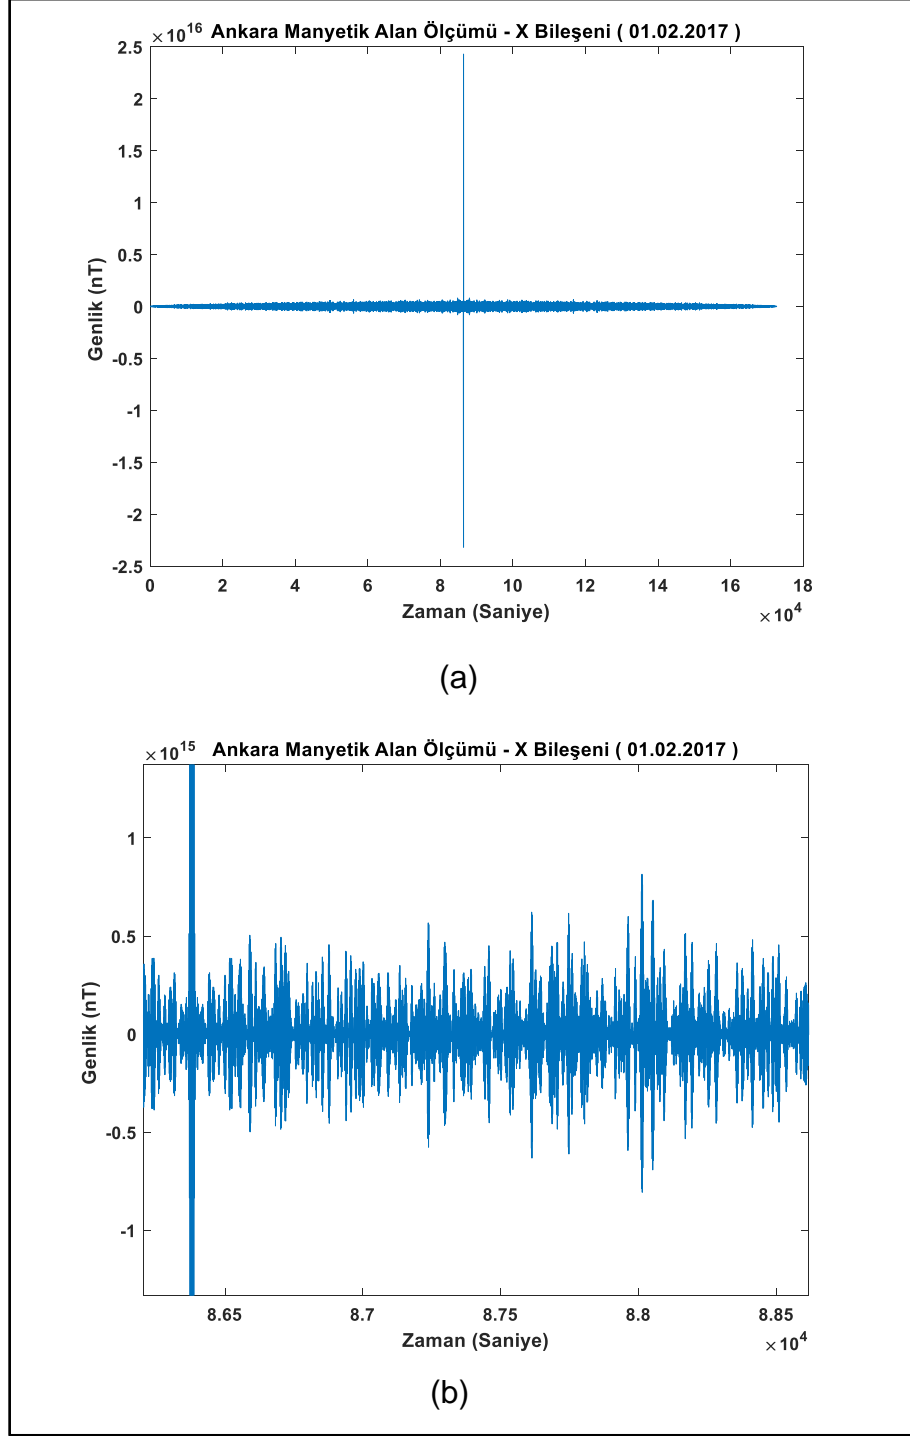 ×10^16 Ankara Manyetik Alan Ölçümü - X Bileşeni ( 01.02.2017 )
2.5
2
1.5
1
0.5
0
-0.5
-1
-1.5
-2
-2.5
Genlik (nT)
0 2 4 6 8 10 12 14 16 18
Zaman (Saniye)
×10^4
(a)
×10^15 Ankara Manyetik Alan Ölçümü - X Bileşeni ( 01.02.2017 )
1
0.5
0
-0.5
-1
Genlik (nT)
8.65 8.7 8.75 8.8 8.85
Zaman (Saniye)
×10^4
(b)